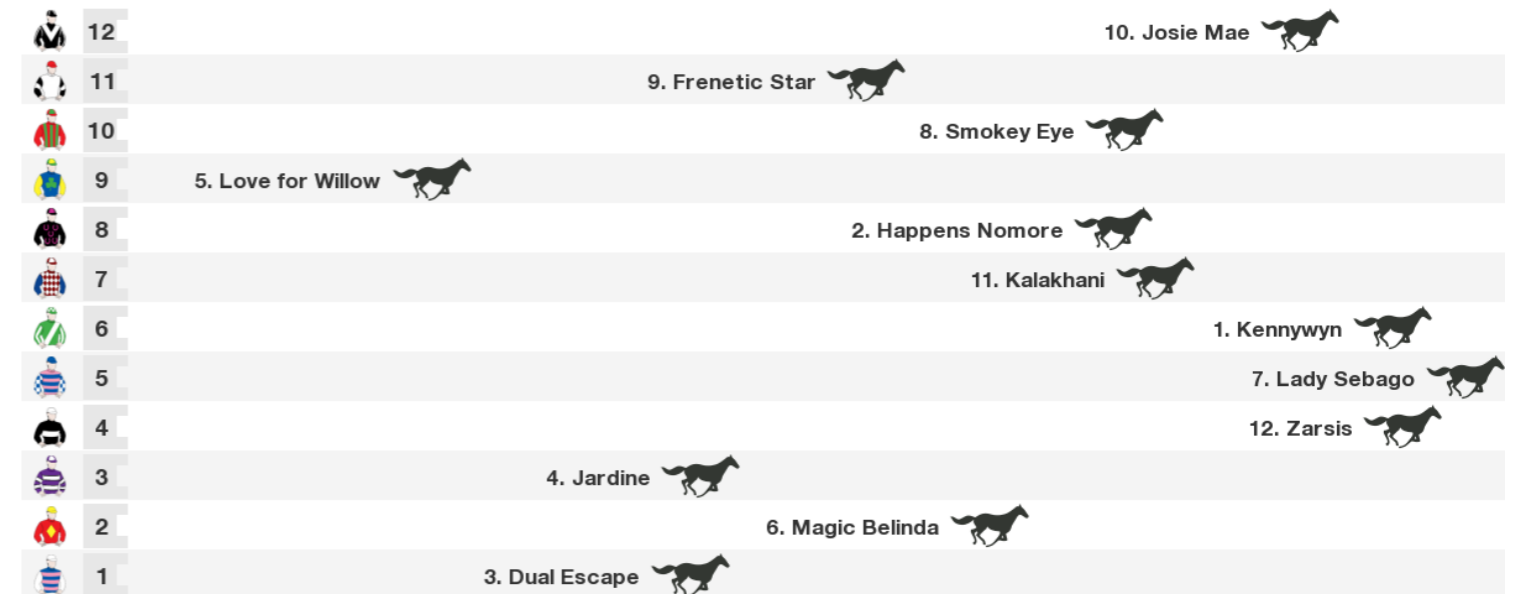 12 10. Josie Mae
11 9. Frenetic Star
10 8. Smokey Eye
9 5. Love for Willow
8 2. Happens Nomore
7 11. Kalakhani
6 1. Kennywyn
5 7. Lady Sebago
4 12. Zarsis
3 4. Jardine
2 6. Magic Belinda
1 3. Dual Escape